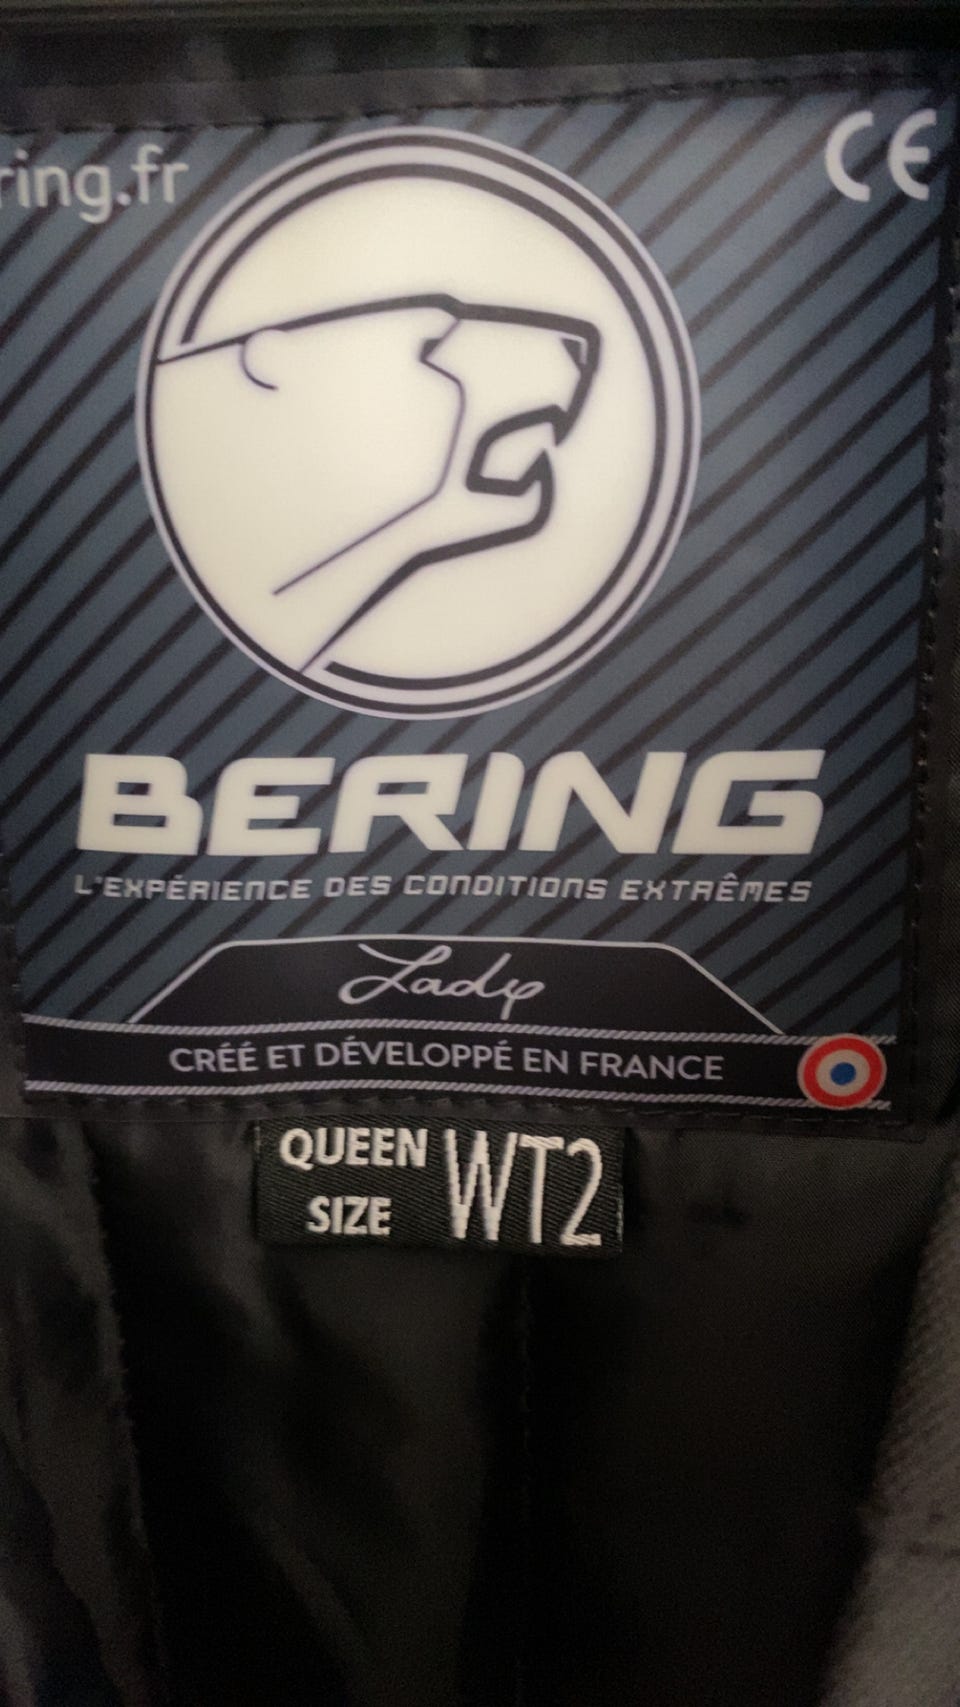 ring.fr
CE
BERING
L'EXPÉRIENCE DES CONDITIONS EXTRÊMES
Lady
CRÉÉ ET DÉVELOPPÉ EN FRANCE
QUEEN SIZE WT2